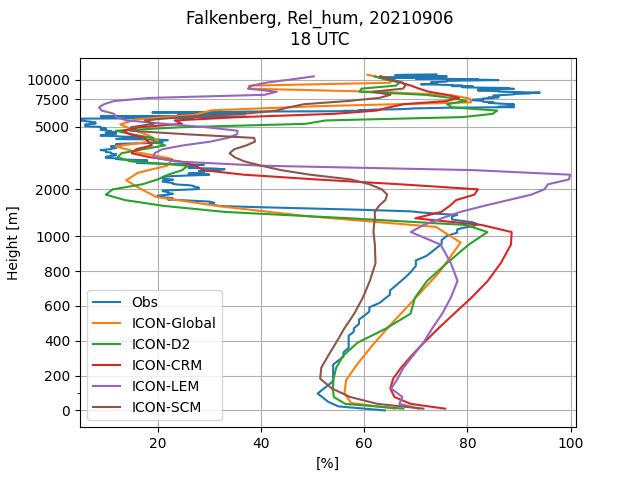 Falkenberg, Rel_hum, 20210906
18 UTC
10000
7500
5000
2000
1000
800
600
400
200
0
Height [m]
Obs
ICON-Global
ICON-D2
ICON-CRM
ICON-LEM
ICON-SCM
20
40
60
80
100
[%]